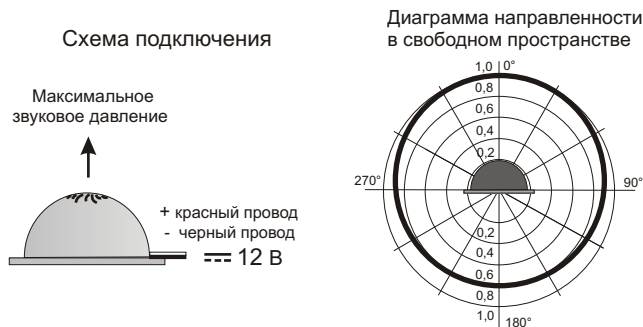 Схема подключения
Максимальное
звуковое давление
+ красный провод
- черный провод
12 В
Диаграмма направленности
в свободном пространстве
1,0 0°
0,8
0,6
0,4
0,2
270°
90°
0,2
0,4
0,6
0,8
1,0
180°